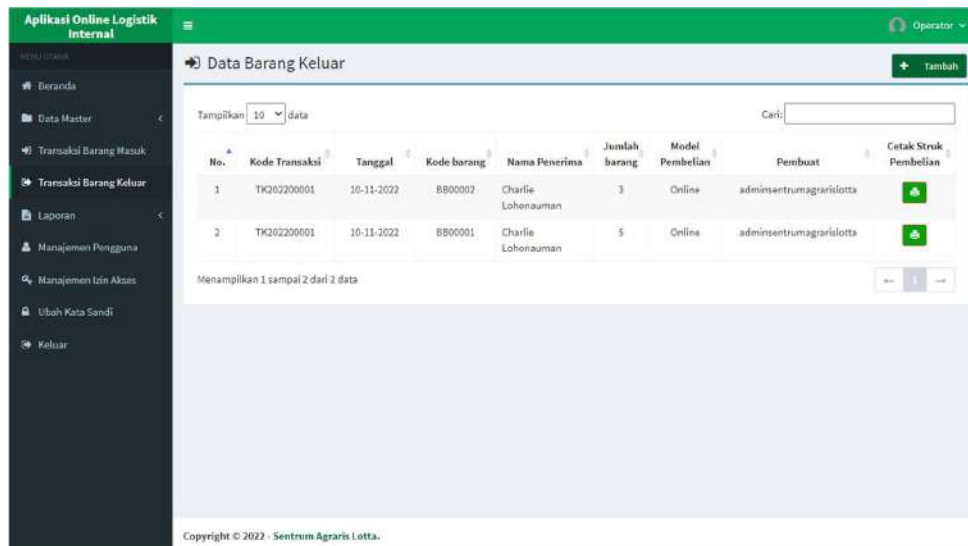 Aplikasi Online Logistik
Internal
Operator
MENU UTAMA
Beranda
Data Master
Transaksi Barang Masuk
Transaksi Barang Keluar
Laporan
Manajemen Pengguna
Manajemen Izin Akses
Ubah Kata Sandi
Keluar
Data Barang Keluar
+ Tambah
Tampilkan 10 data
Cari:
No. Kode Transaksi Tanggal Kode barang Nama Penerima Jumlah barang Model Pembelian Pembuat Cetak Struk Pembelian
1 TK202200001 10-11-2022 BB00002 Charlie Lohonauman 3 Online adminsentrumagrarislotta
2 TK202200001 10-11-2022 BB00001 Charlie Lohonauman 5 Online adminsentrumagrarislotta
Menampilkan 1 sampai 2 dari 2 data
← 1 →
Copyright © 2022 - Sentrum Agraris Lotta.